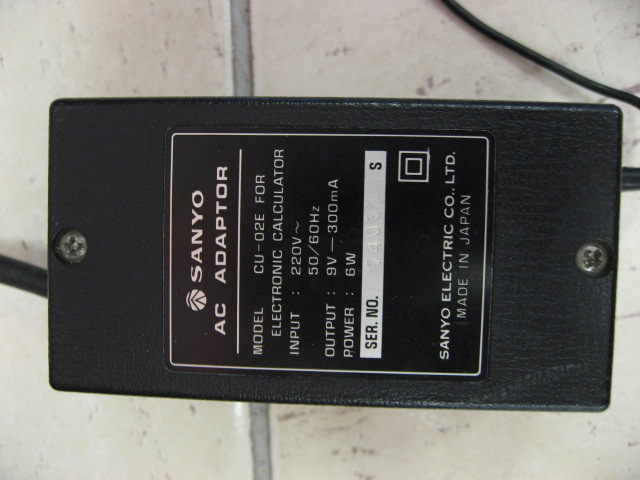 SANYO
AC ADAPTOR
MODEL CU-02E FOR
ELECTRONIC CALCULATOR
INPUT : 220V~
50/60Hz
OUTPUT : 9V—300mA
POWER : 6W
SER. NO. S
SANYO ELECTRIC CO., LTD.
MADE IN JAPAN